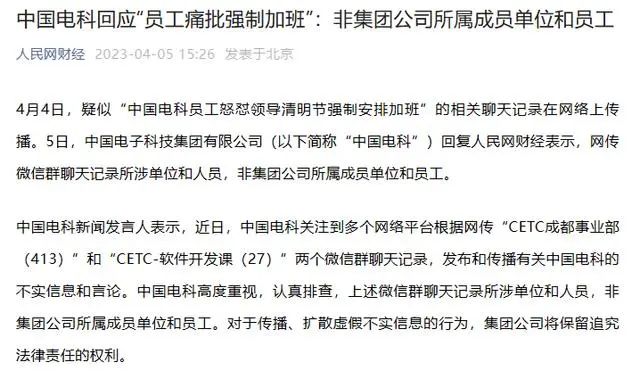 中国电科回应“员工痛批强制加班”：非集团公司所属成员单位和员工
人民网财经 2023-04-05 15:26 发表于北京
4月4日，疑似“中国电科员工怒怼领导清明节强制安排加班”的相关聊天记录在网络上传
播。5日，中国电子科技集团有限公司（以下简称“中国电科”）回复人民网财经表示，网传
微信群聊天记录所涉单位和人员，非集团公司所属成员单位和员工。
中国电科新闻发言人表示，近日，中国电科关注到多个网络平台根据网传“CETC成都事业部
（413）”和“CETC-软件开发课（27）”两个微信群聊天记录，发布和传播有关中国电科的
不实信息和言论。中国电科高度重视，认真排查，上述微信群聊天记录所涉单位和人员，非
集团公司所属成员单位和员工。对于传播、扩散虚假不实信息的行为，集团公司将保留追究
法律责任的权利。